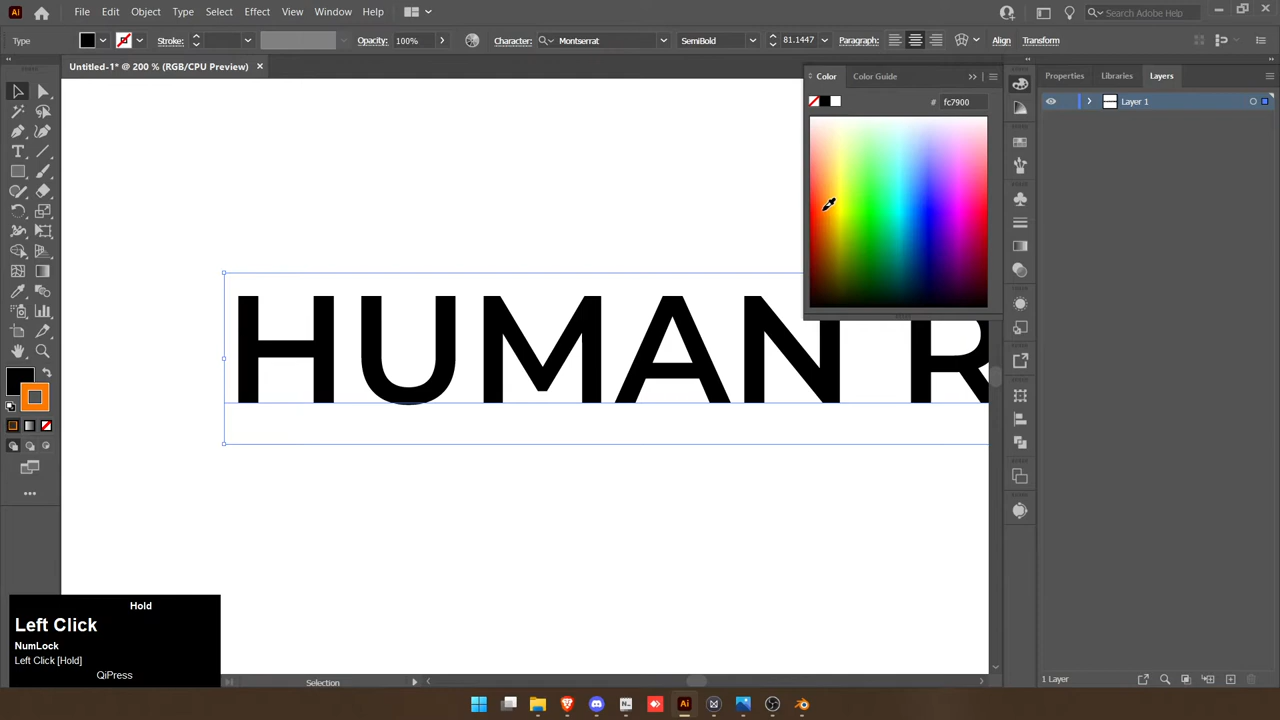 Ai File Edit Object Type Select Effect View Window Help Search Adobe Help
Type Stroke: Opacity: 100% Character: Montserrat SemiBold 81.1447 Paragraph: Align Transform
Untitled-1* @ 200 % (RGB/CPU Preview) ×
Color Color Guide
# fc7900
Properties Libraries Layers
Layer 1
HUMAN R
Hold
Left Click
NumLock
Left Click [Hold]
QiPress
Selection
1 Layer
Ai